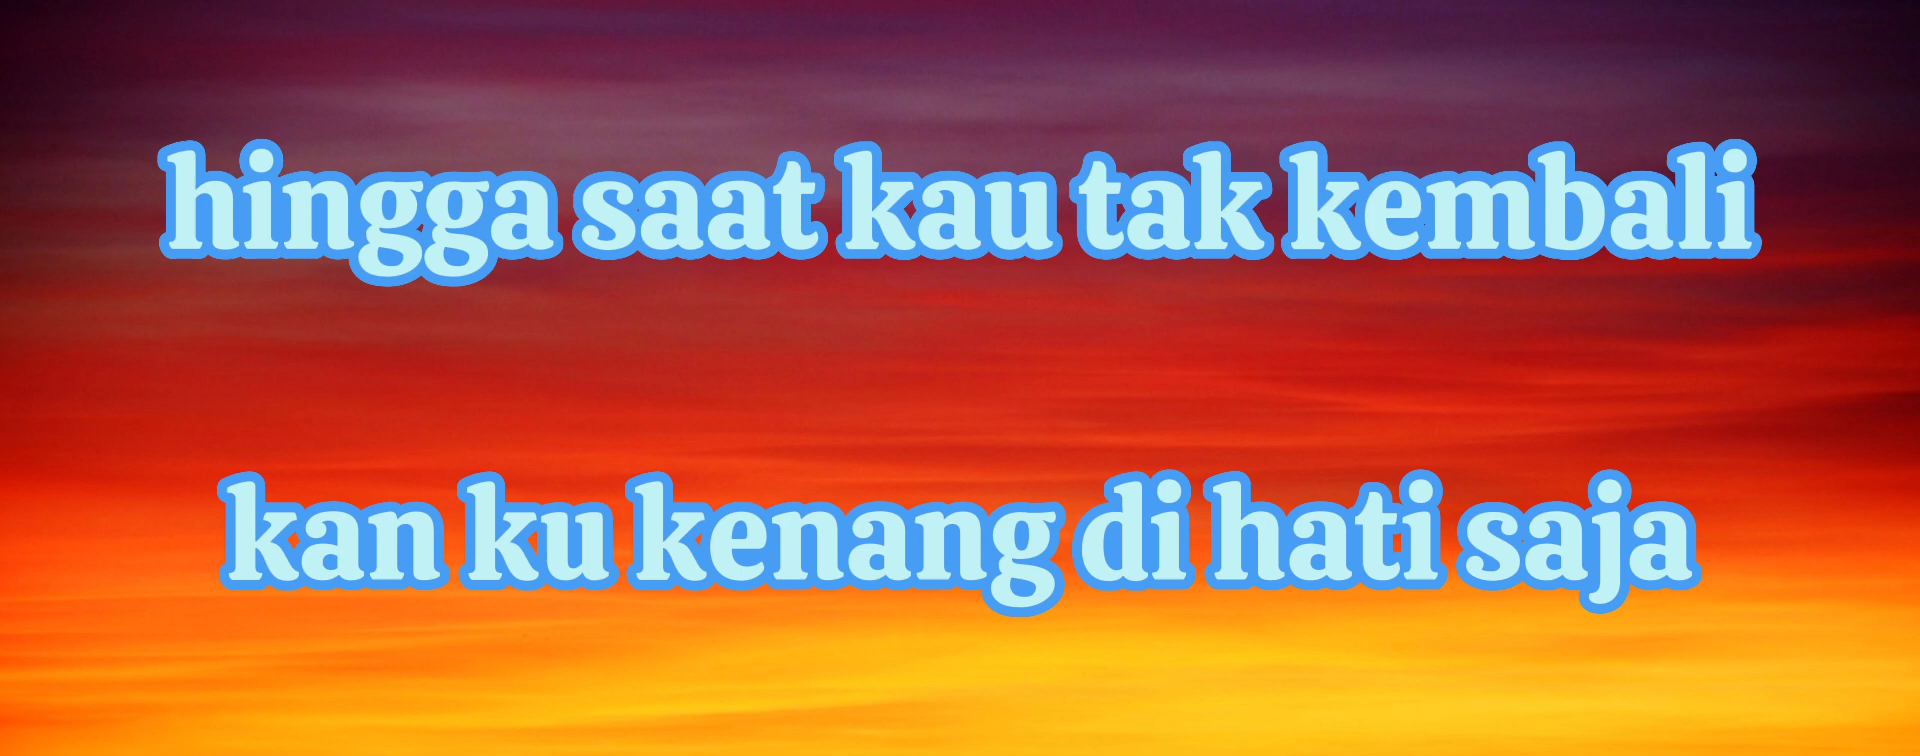 hingga saat kau tak kembali
kan ku kenang di hati saja